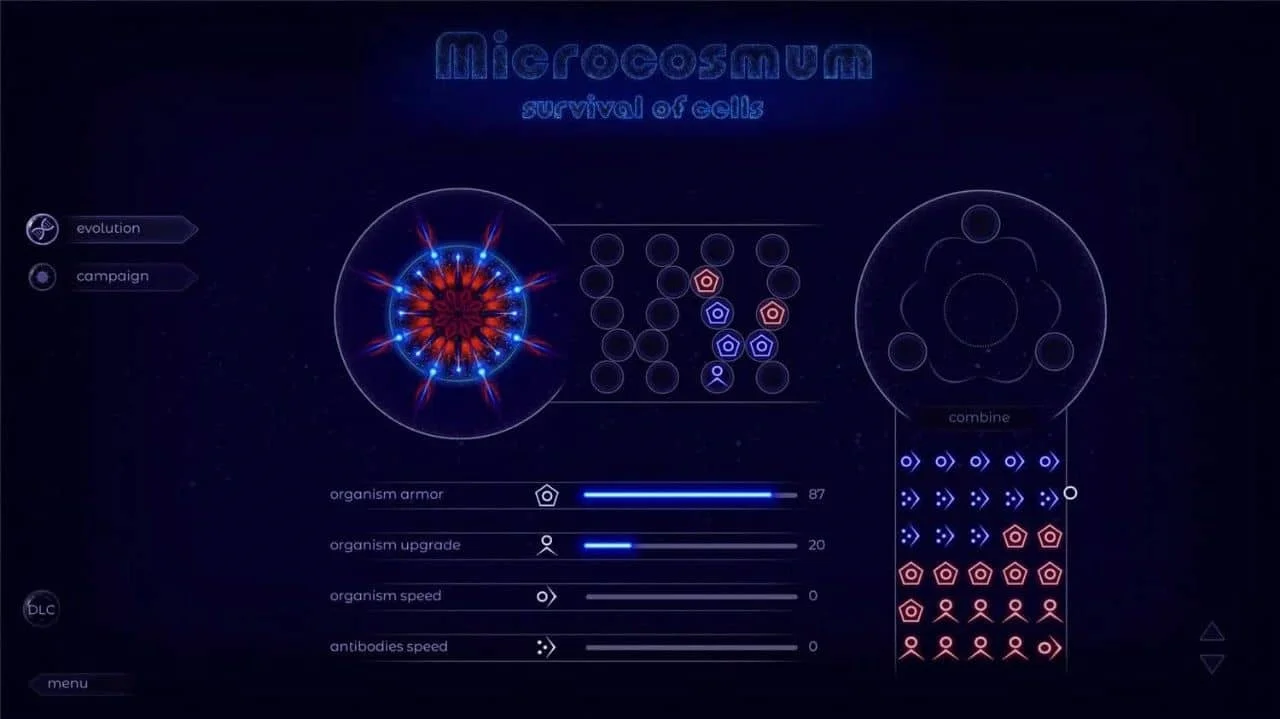 Microcosmum
survival of cells
evolution
campaign
combine
organism armor 87
organism upgrade 20
organism speed 0
antibodies speed 0
DLC
menu